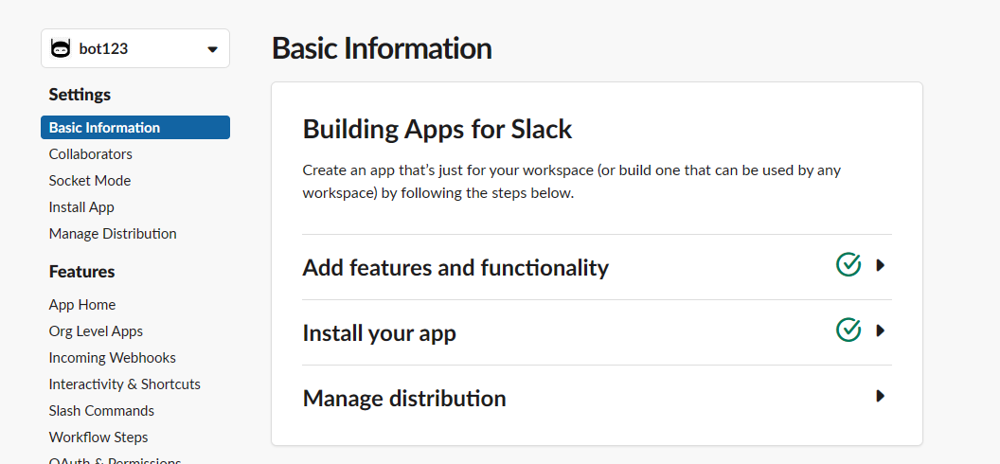 bot123
Settings
Basic Information
Collaborators
Socket Mode
Install App
Manage Distribution
Features
App Home
Org Level Apps
Incoming Webhooks
Interactivity & Shortcuts
Slash Commands
Workflow Steps
OAuth & Permissions
Basic Information
Building Apps for Slack
Create an app that's just for your workspace (or build one that can be used by any
workspace) by following the steps below.
Add features and functionality
Install your app
Manage distribution